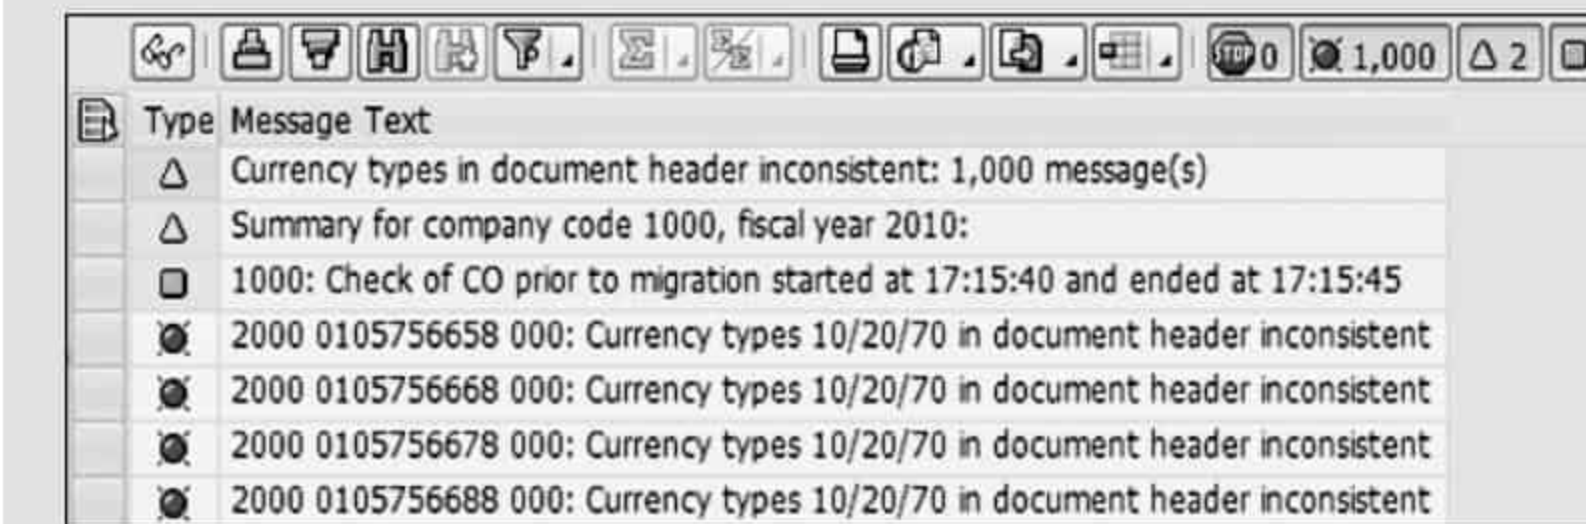 STOP 0 1,000 2
Type Message Text
Currency types in document header inconsistent: 1,000 message(s)
Summary for company code 1000, fiscal year 2010:
1000: Check of CO prior to migration started at 17:15:40 and ended at 17:15:45
2000 0105756658 000: Currency types 10/20/70 in document header inconsistent
2000 0105756668 000: Currency types 10/20/70 in document header inconsistent
2000 0105756678 000: Currency types 10/20/70 in document header inconsistent
2000 0105756688 000: Currency types 10/20/70 in document header inconsistent